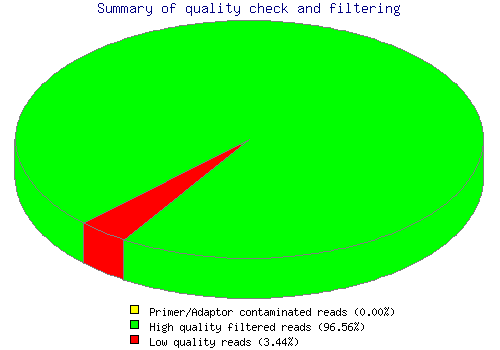 Summary of quality check and filtering
Primer/Adaptor contaminated reads (0.00%)
High quality filtered reads (96.56%)
Low quality reads (3.44%)